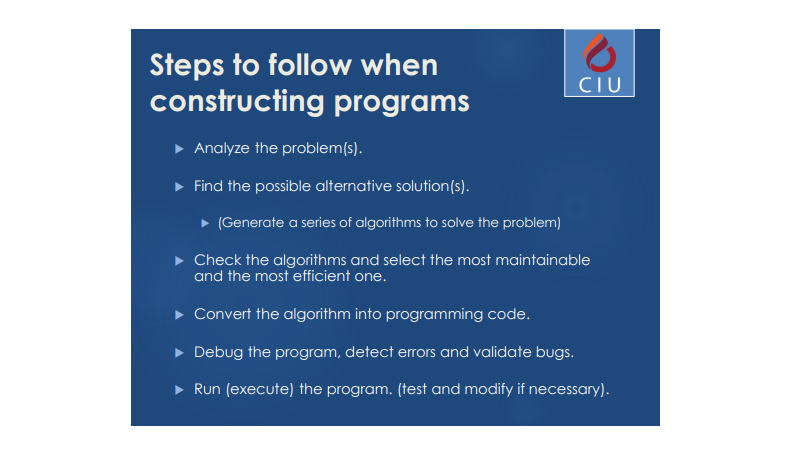 Steps to follow when
constructing programs
CIU
Analyze the problem(s).
Find the possible alternative solution(s).
(Generate a series of algorithms to solve the problem)
Check the algorithms and select the most maintainable
and the most efficient one.
Convert the algorithm into programming code.
Debug the program, detect errors and validate bugs.
Run (execute) the program. (test and modify if necessary).